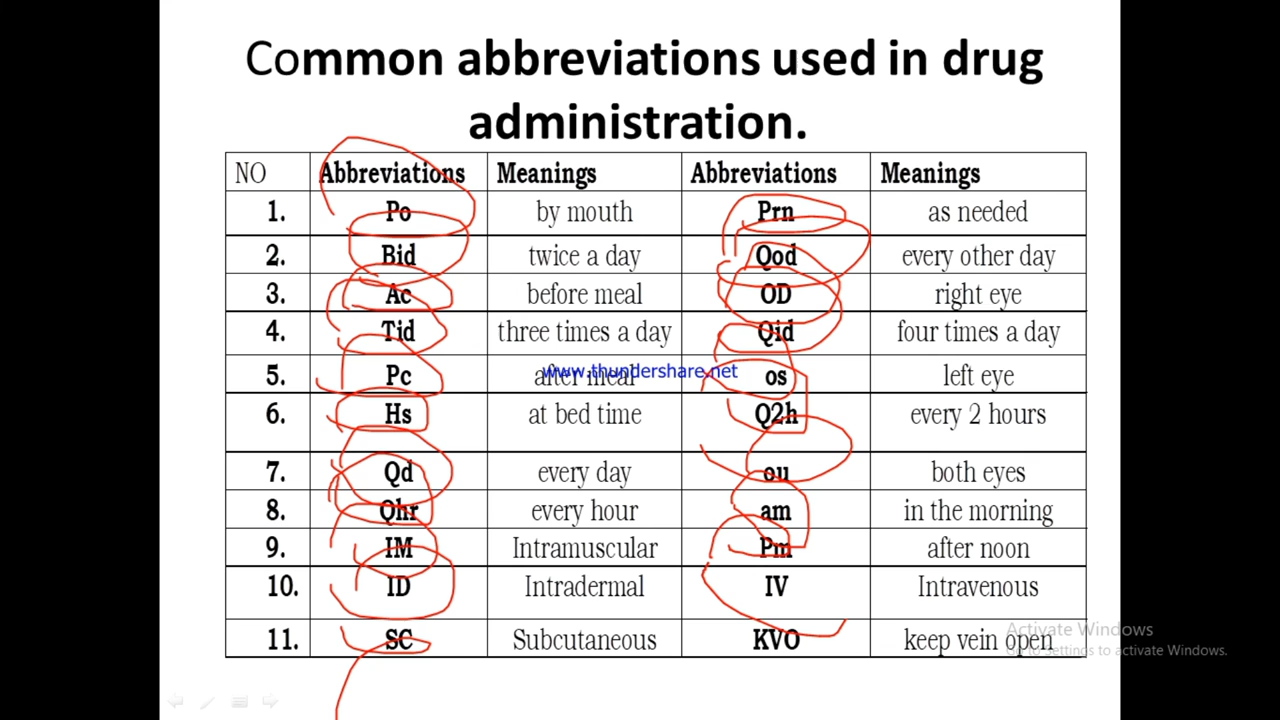 Common abbreviations used in drug
administration.
NO Abbreviations Meanings Abbreviations Meanings
1. Po by mouth Prn as needed
2. Bid twice a day Qod every other day
3. Ac before meal OD right eye
4. Tid three times a day Qid four times a day
5. Pc after meal os left eye
www.thundershare.net
6. Hs at bed time Q2h every 2 hours
7. Qd every day ou both eyes
8. Qhr every hour am in the morning
9. IM Intramuscular Pm after noon
10. ID Intradermal IV Intravenous
11. SC Subcutaneous KVO keep vein open
Activate Windows
Go to Settings to activate Windows.